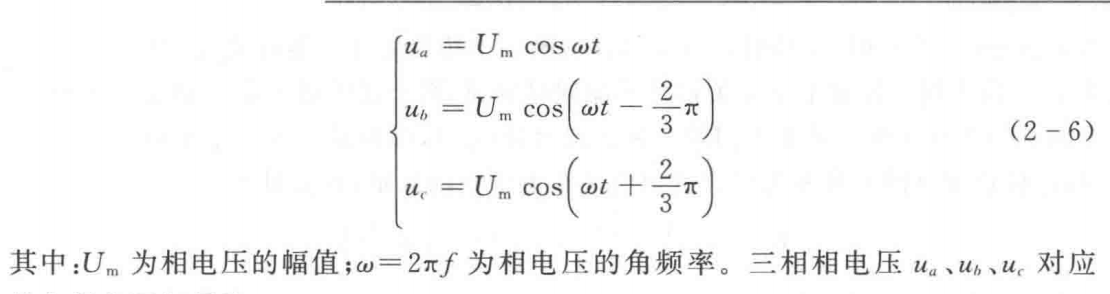 u_a = U_m cos ωt
u_b = U_m cos(ωt − 2/3 π)
u_c = U_m cos(ωt + 2/3 π)
(2-6)
其中:U_m 为相电压的幅值;ω=2πf 为相电压的角频率。三相相电压 u_a、u_b、u_c 对应